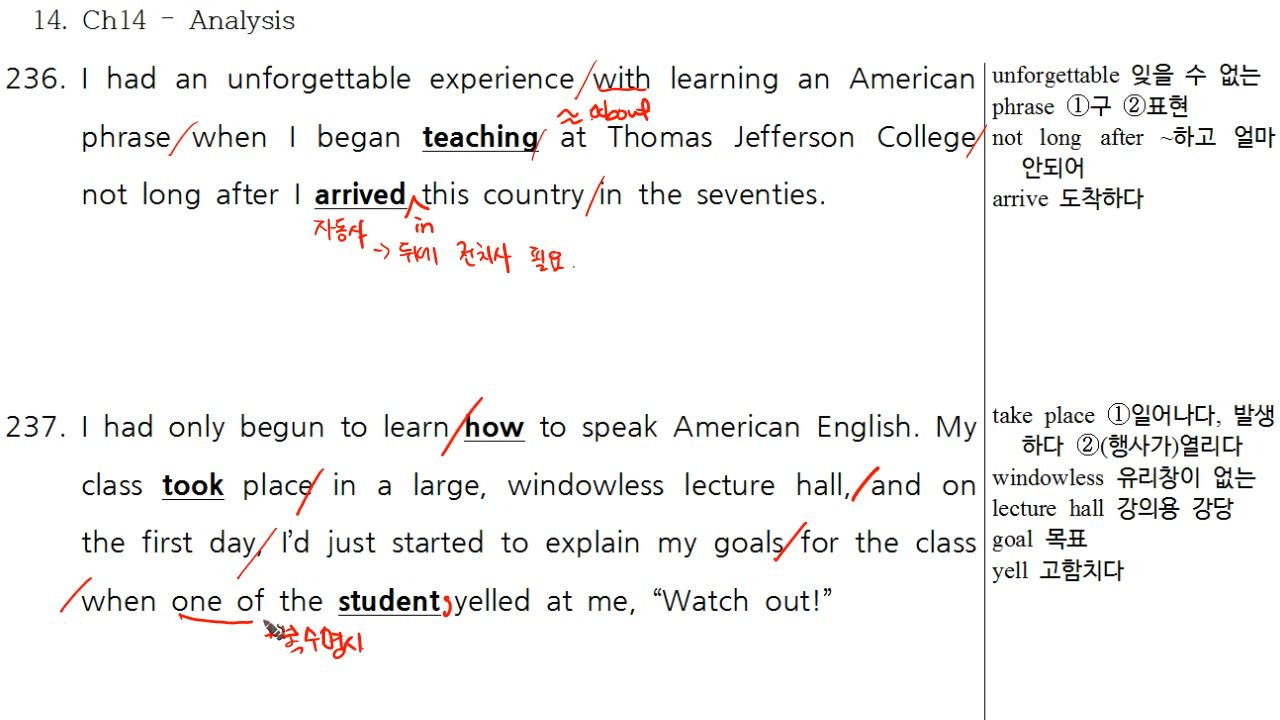 14. Ch14 - Analysis
236. I had an unforgettable experience with learning an American
≈ about
phrase when I began teaching at Thomas Jefferson College
not long after I arrived this country in the seventies.
자동사 in
→ 뒤에 전치사 필요.
237. I had only begun to learn how to speak American English. My
class took place in a large, windowless lecture hall, and on
the first day, I’d just started to explain my goals for the class
when one of the students yelled at me, “Watch out!”
+복수명사
unforgettable 잊을 수 없는
phrase ①구 ②표현
not long after ~하고 얼마
안되어
arrive 도착하다
take place ①일어나다, 발생
하다 ②(행사가)열리다
windowless 유리창이 없는
lecture hall 강의용 강당
goal 목표
yell 고함치다